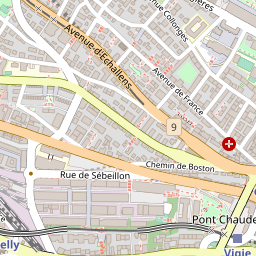 Avenue Collonges
Avenue d'Echallens
Avenue de France
9
Chemin de Boston
Rue de Sébeillon
Pont Chaude
elly
Vigie